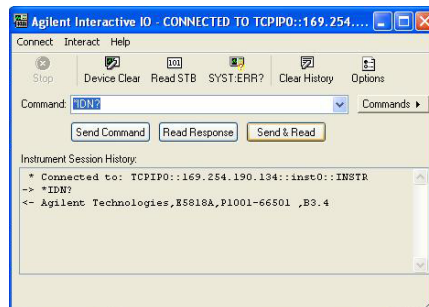 Agilent Interactive IO - CONNECTED TO TCPIP0::169.254....
Connect Interact Help
Stop Device Clear Read STB SYST:ERR? Clear History Options
Command: *IDN? Commands
Send Command Read Response Send & Read
Instrument Session History:
* Connected to: TCPIP0::169.254.190.134::inst0::INSTR
-> *IDN?
<- Agilent Technologies,E5818A,P1001-66501 ,B3.4